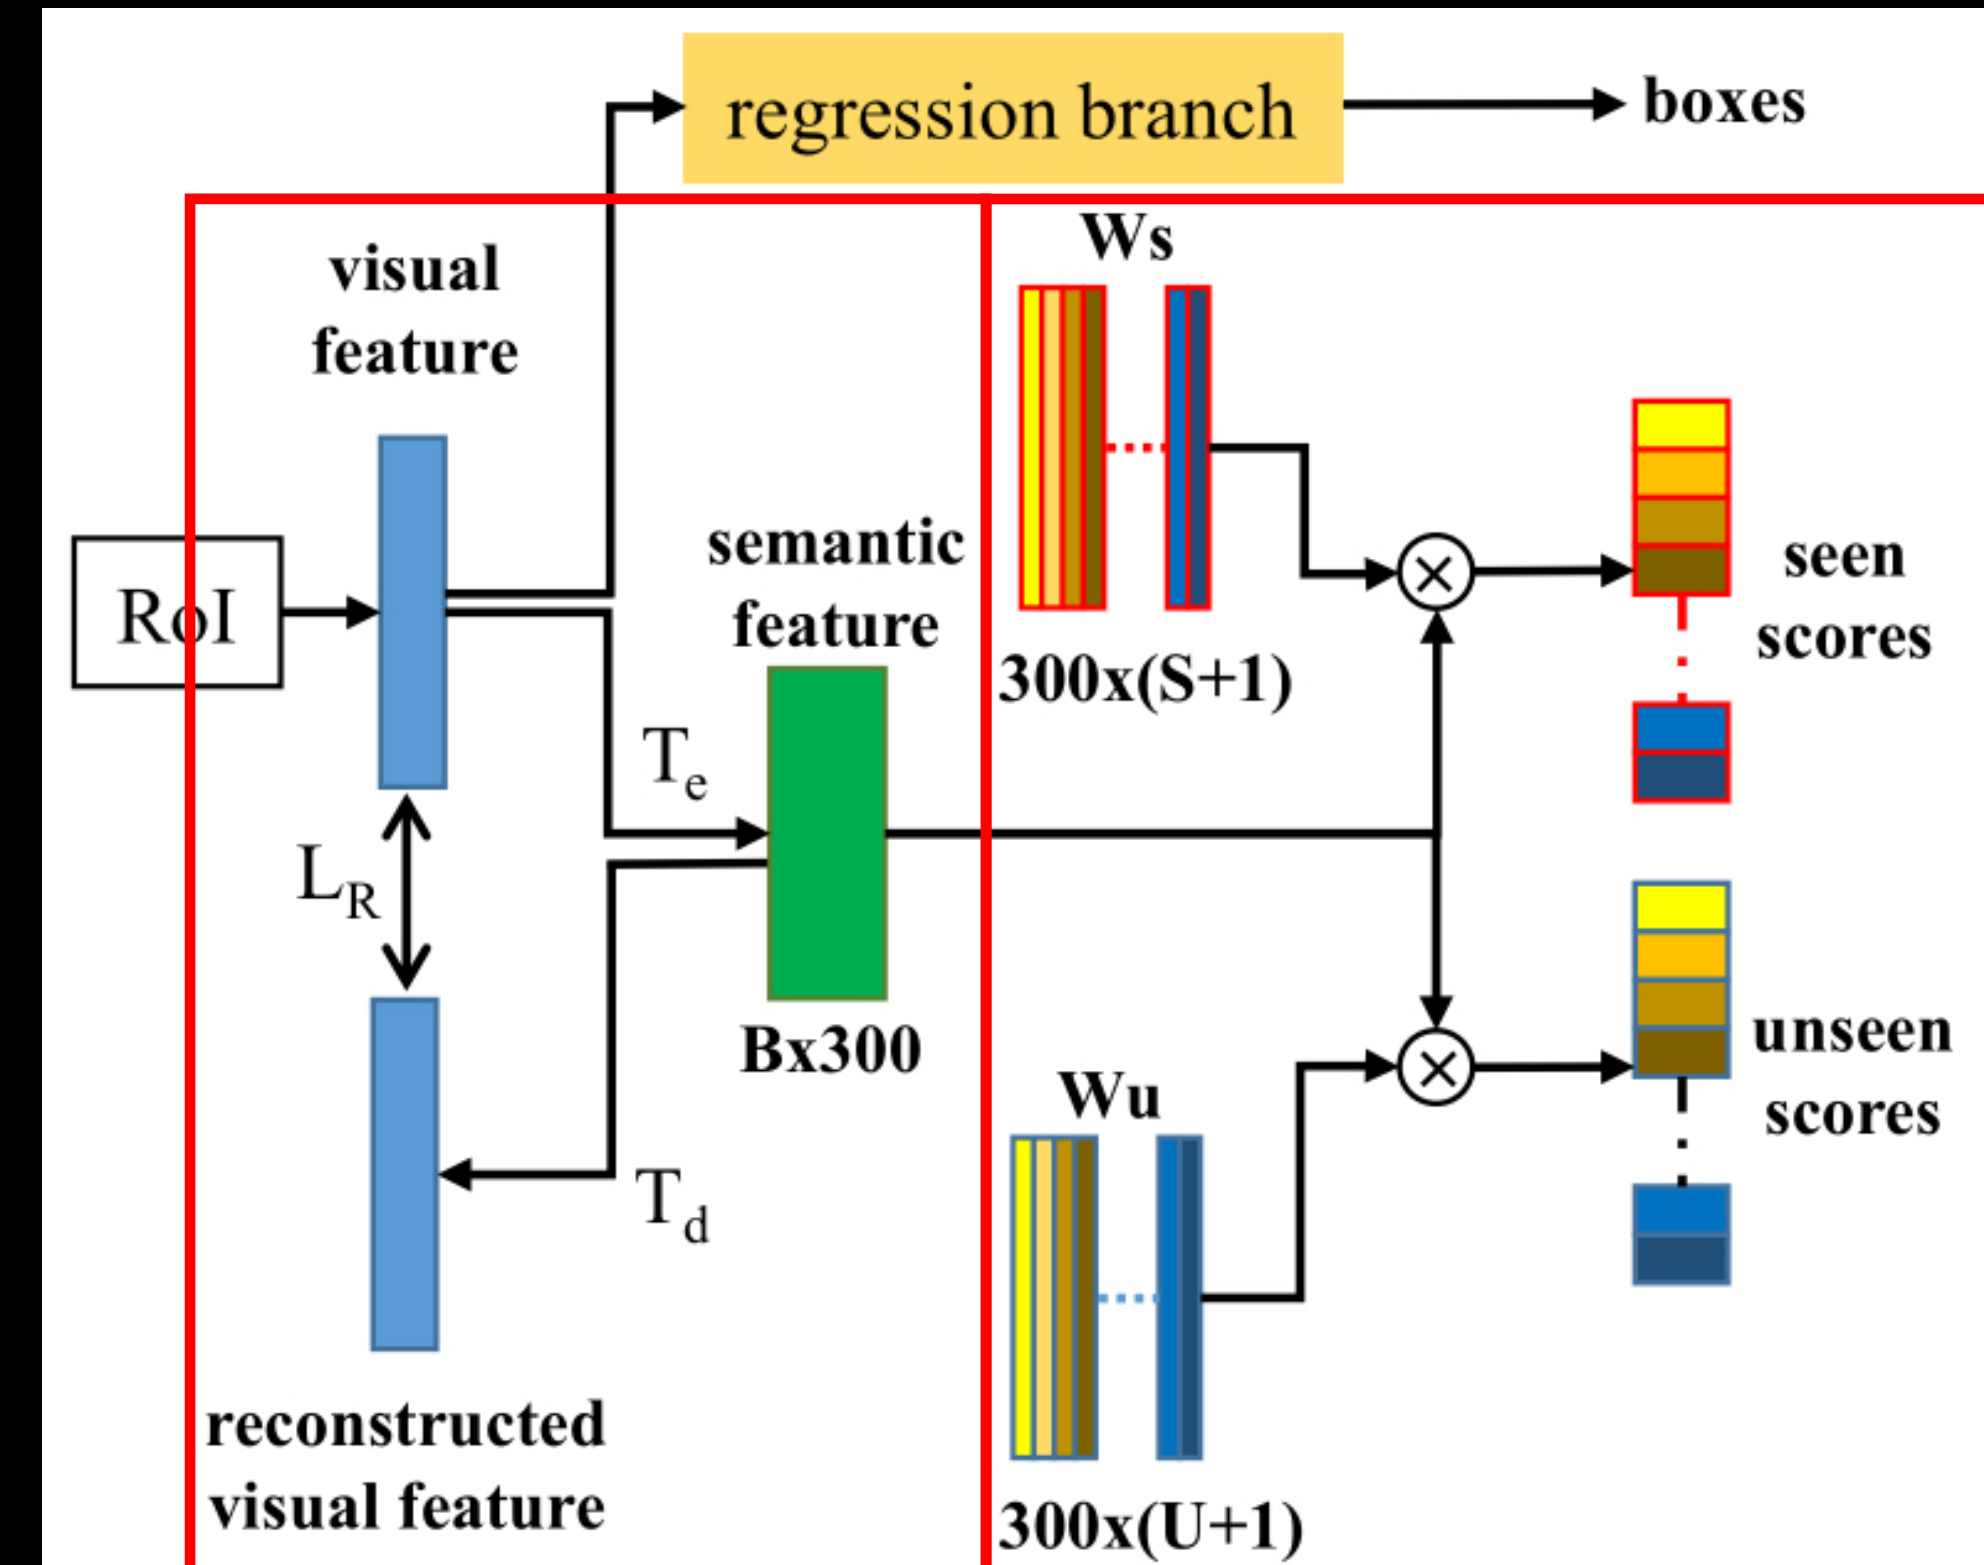 regression branch
boxes
visual
feature
Ws
RoI
semantic
feature
300x(S+1)
seen
scores
Te
LR
Bx300
Wu
unseen
scores
Td
reconstructed
visual feature
300x(U+1)